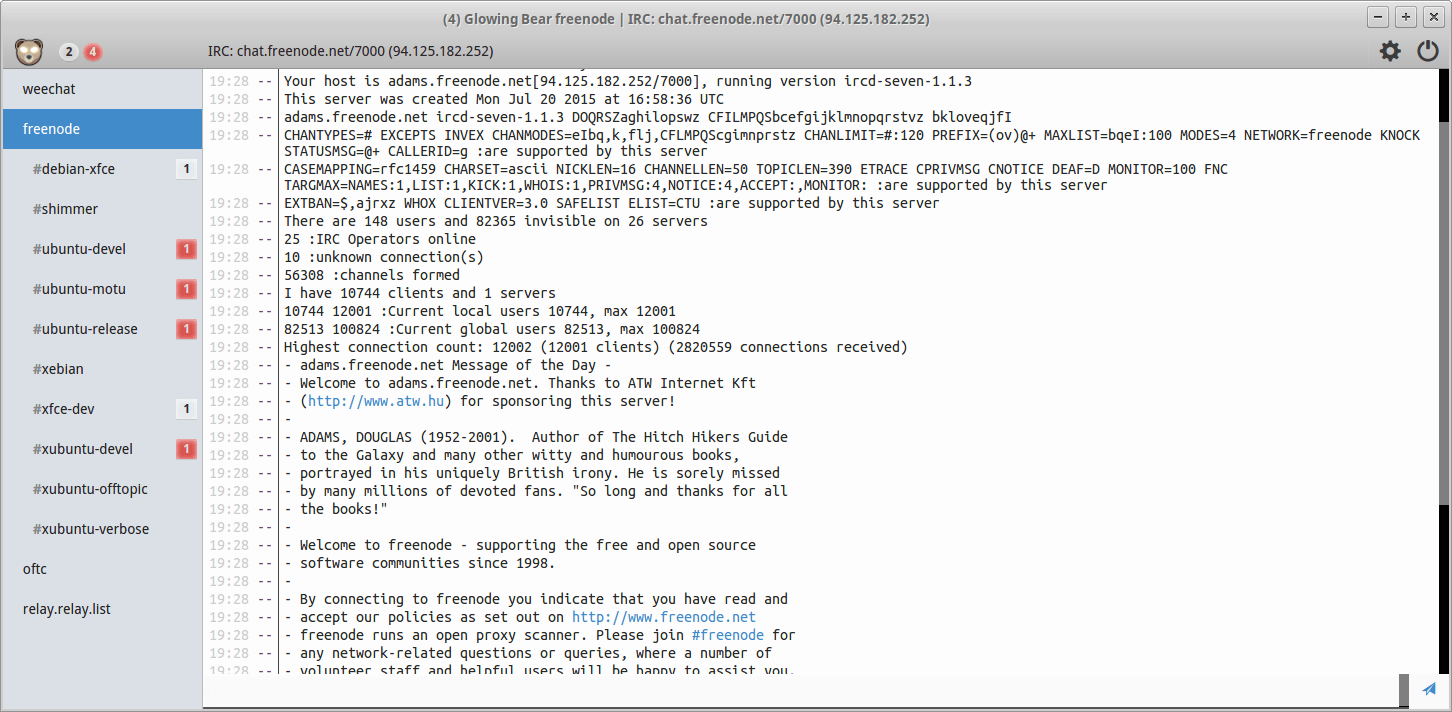 (4) Glowing Bear freenode | IRC: chat.freenode.net/7000 (94.125.182.252)
2 4 IRC: chat.freenode.net/7000 (94.125.182.252)
weechat
freenode
#debian-xfce 1
#shimmer
#ubuntu-devel 1
#ubuntu-motu 1
#ubuntu-release 1
#xebian
#xfce-dev 1
#xubuntu-devel 1
#xubuntu-offtopic
#xubuntu-verbose
oftc
relay.relay.list
19:28 -- Your host is adams.freenode.net[94.125.182.252/7000], running version ircd-seven-1.1.3
19:28 -- This server was created Mon Jul 20 2015 at 16:58:36 UTC
19:28 -- adams.freenode.net ircd-seven-1.1.3 DOQRSZaghilopswz CFILMPQSbcefgijklmnopqrstvz bkloveqjfI
19:28 -- CHANTYPES=# EXCEPTS INVEX CHANMODES=eIbq,k,flj,CFLMPQScgimnprstz CHANLIMIT=#:120 PREFIX=(ov)@+ MAXLIST=bqeI:100 MODES=4 NETWORK=freenode KNOCK
STATUSMSG=@+ CALLERID=g :are supported by this server
19:28 -- CASEMAPPING=rfc1459 CHARSET=ascii NICKLEN=16 CHANNELLEN=50 TOPICLEN=390 ETRACE CPRIVMSG CNOTICE DEAF=D MONITOR=100 FNC
TARGMAX=NAMES:1,LIST:1,KICK:1,WHOIS:1,PRIVMSG:4,NOTICE:4,ACCEPT:,MONITOR: :are supported by this server
19:28 -- EXTBAN=$,ajrxz WHOX CLIENTVER=3.0 SAFELIST ELIST=CTU :are supported by this server
19:28 -- There are 148 users and 82365 invisible on 26 servers
19:28 -- 25 :IRC Operators online
19:28 -- 10 :unknown connection(s)
19:28 -- 56308 :channels formed
19:28 -- I have 10744 clients and 1 servers
19:28 -- 10744 12001 :Current local users 10744, max 12001
19:28 -- 82513 100824 :Current global users 82513, max 100824
19:28 -- Highest connection count: 12002 (12001 clients) (2820559 connections received)
19:28 -- - adams.freenode.net Message of the Day -
19:28 -- - Welcome to adams.freenode.net. Thanks to ATW Internet Kft
19:28 -- - (http://www.atw.hu) for sponsoring this server!
19:28 -- -
19:28 -- - ADAMS, DOUGLAS (1952-2001).  Author of The Hitch Hikers Guide
19:28 -- - to the Galaxy and many other witty and humourous books,
19:28 -- - portrayed in his uniquely British irony. He is sorely missed
19:28 -- - by many millions of devoted fans. "So long and thanks for all
19:28 -- - the books!"
19:28 -- -
19:28 -- - Welcome to freenode - supporting the free and open source
19:28 -- - software communities since 1998.
19:28 -- -
19:28 -- - By connecting to freenode you indicate that you have read and
19:28 -- - accept our policies as set out on http://www.freenode.net
19:28 -- - freenode runs an open proxy scanner. Please join #freenode for
19:28 -- - any network-related questions or queries, where a number of
19:28 -- - volunteer staff and helpful users will be happy to assist you.